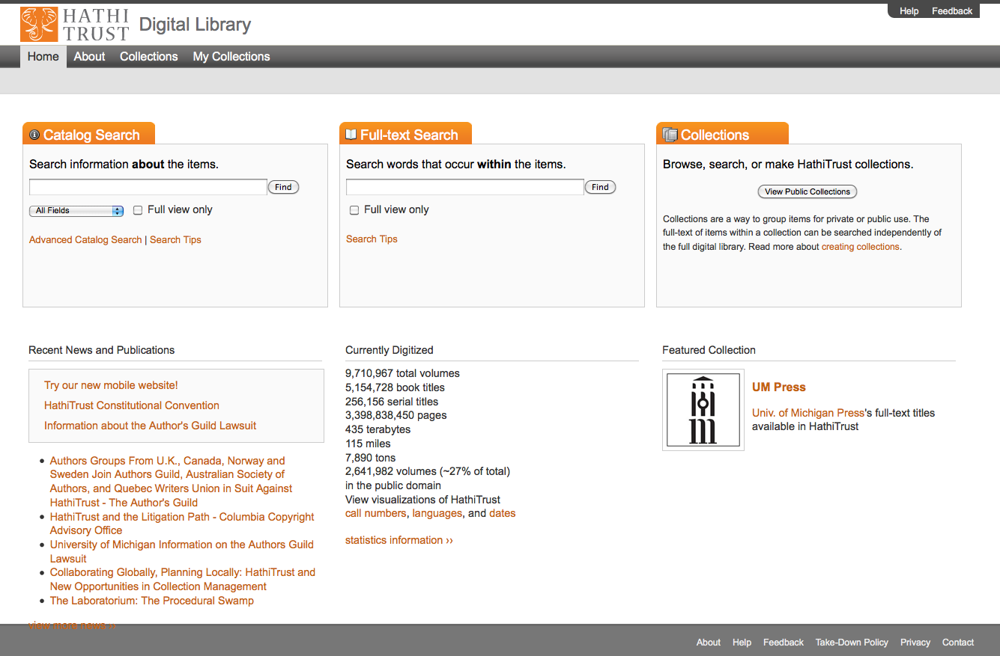 Help Feedback
HATHI
TRUST
Digital Library
Home About Collections My Collections
Catalog Search
Search information about the items.
Find
All Fields Full view only
Advanced Catalog Search | Search Tips
Full-text Search
Search words that occur within the items.
Find
Full view only
Search Tips
Collections
Browse, search, or make HathiTrust collections.
View Public Collections
Collections are a way to group items for private or public use. The
full-text of items within a collection can be searched independently of
the full digital library. Read more about creating collections.
Recent News and Publications
Try our new mobile website!
HathiTrust Constitutional Convention
Information about the Author's Guild Lawsuit
Authors Groups From U.K., Canada, Norway and
Sweden Join Authors Guild, Australian Society of
Authors, and Quebec Writers Union in Suit Against
HathiTrust - The Author's Guild
HathiTrust and the Litigation Path - Columbia Copyright
Advisory Office
University of Michigan Information on the Authors Guild
Lawsuit
Collaborating Globally, Planning Locally: HathiTrust and
New Opportunities in Collection Management
The Laboratorium: The Procedural Swamp
view more news ››
Currently Digitized
9,710,967 total volumes
5,154,728 book titles
256,156 serial titles
3,398,838,450 pages
435 terabytes
115 miles
7,890 tons
2,641,982 volumes (~27% of total)
in the public domain
View visualizations of HathiTrust
call numbers, languages, and dates
statistics information ››
Featured Collection
m
UM Press
Univ. of Michigan Press's full-text titles
available in HathiTrust
About Help Feedback Take-Down Policy Privacy Contact